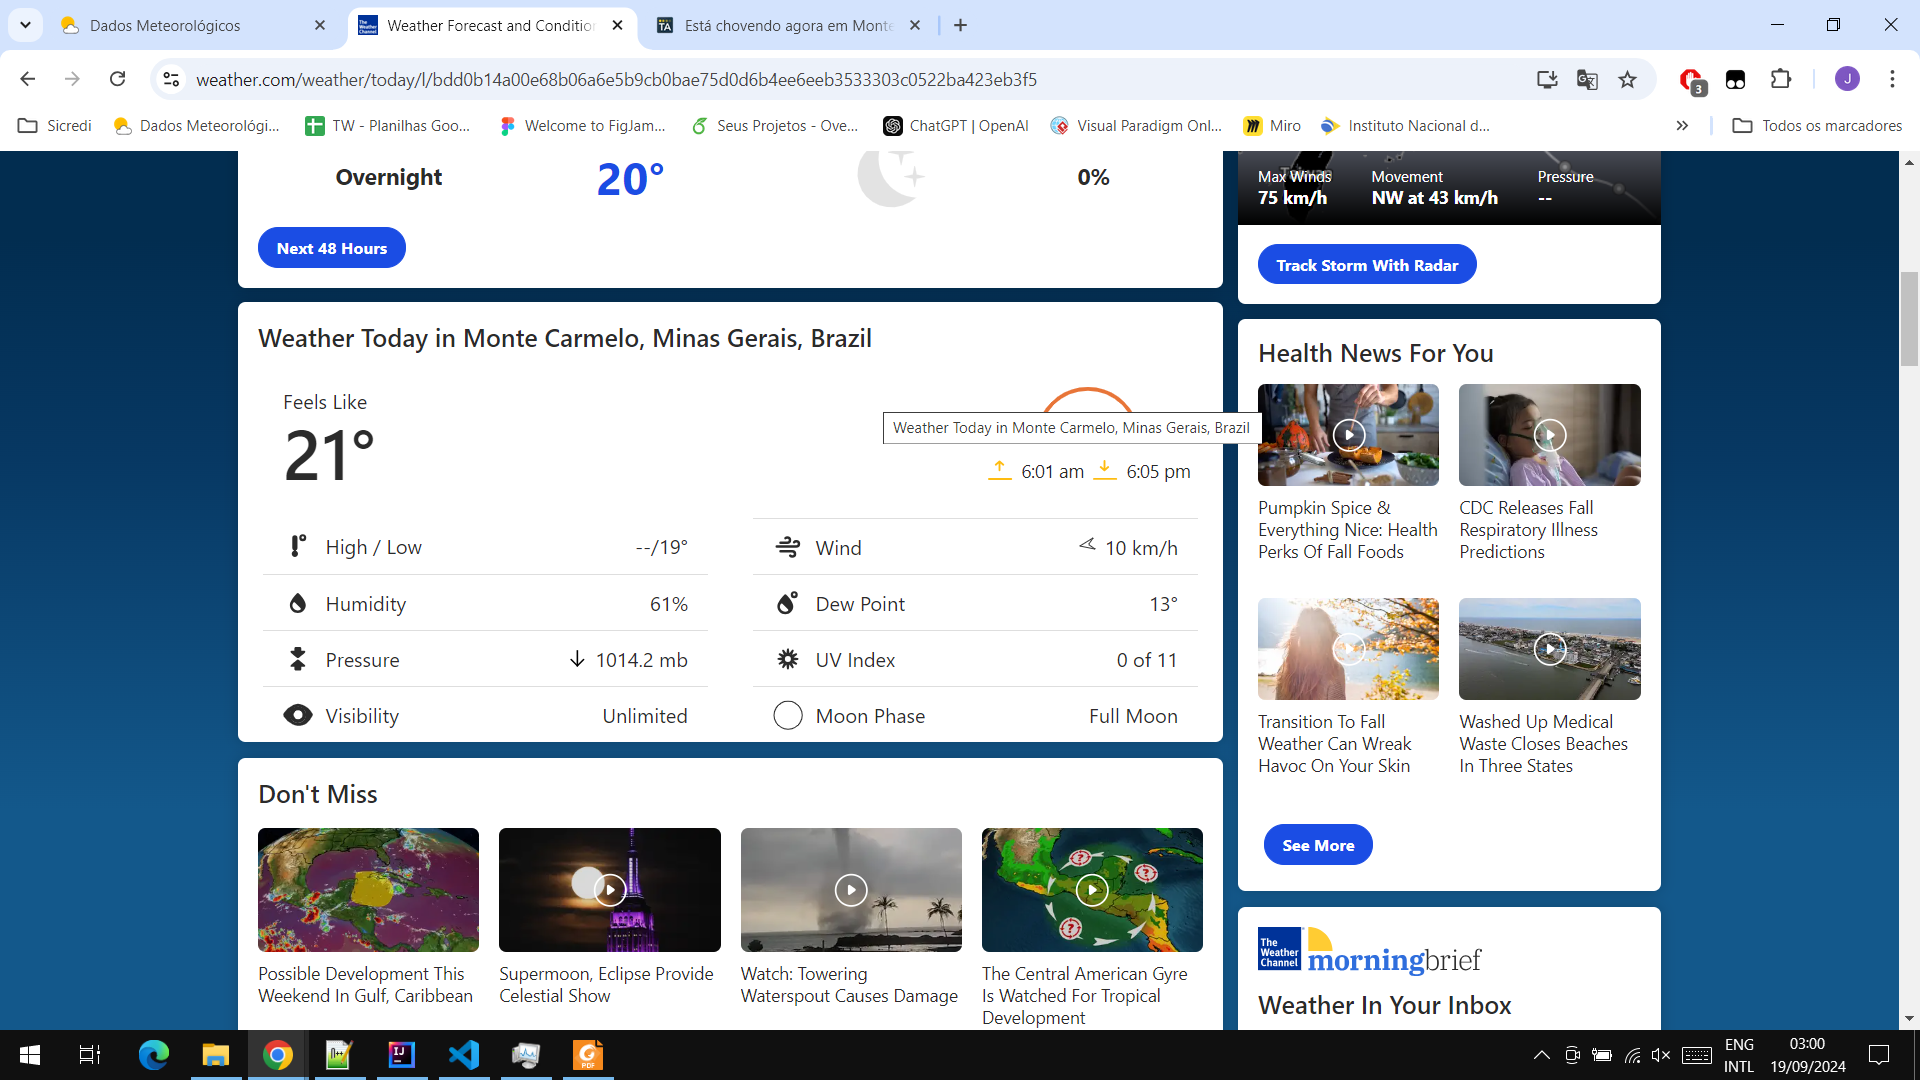 Dados Meteorológicos
Weather Forecast and Conditio
Está chovendo agora em Monte
weather.com/weather/today/l/bdd0b14a00e68b06a6e5b9cb0bae75d0d6b4ee6eeb3533303c0522ba423eb3f5
3
J
Sicredi
Dados Meteorológi...
TW - Planilhas Goo...
Welcome to FigJam...
Seus Projetos - Ove...
ChatGPT | OpenAI
Visual Paradigm Onl...
Miro
Instituto Nacional d...
Todos os marcadores
Overnight
20°
0%
Next 48 Hours
Max Winds
75 km/h
Movement
NW at 43 km/h
Pressure
--
Track Storm With Radar
Weather Today in Monte Carmelo, Minas Gerais, Brazil
Feels Like
21°
Weather Today in Monte Carmelo, Minas Gerais, Brazil
6:01 am
6:05 pm
High / Low
--/19°
Wind
10 km/h
Humidity
61%
Dew Point
13°
Pressure
1014.2 mb
UV Index
0 of 11
Visibility
Unlimited
Moon Phase
Full Moon
Health News For You
Pumpkin Spice &
Everything Nice: Health
Perks Of Fall Foods
CDC Releases Fall
Respiratory Illness
Predictions
Transition To Fall
Weather Can Wreak
Havoc On Your Skin
Washed Up Medical
Waste Closes Beaches
In Three States
See More
Don't Miss
Possible Development This
Weekend In Gulf, Caribbean
Supermoon, Eclipse Provide
Celestial Show
Watch: Towering
Waterspout Causes Damage
The Central American Gyre
Is Watched For Tropical
Development
The
Weather
Channel
morningbrief
Weather In Your Inbox
ENG
INTL
03:00
19/09/2024